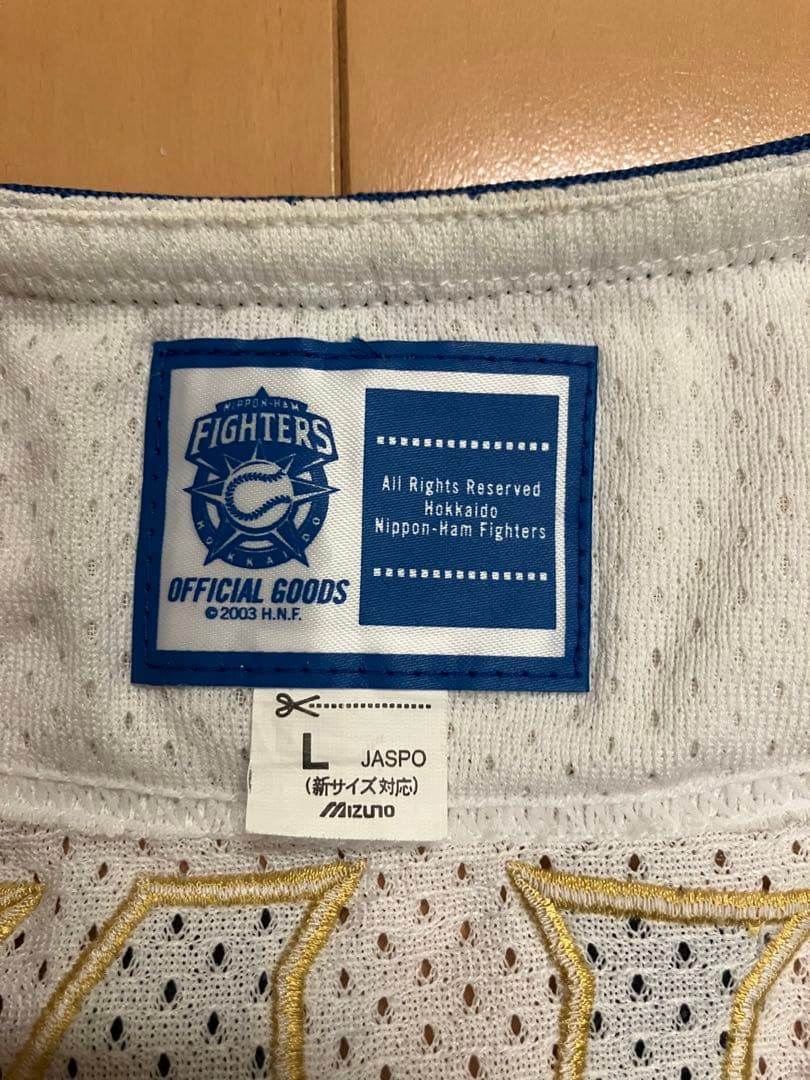 NIPPON-HAM
FIGHTERS
HOKKAIDO
OFFICIAL GOODS
© 2003 H.N.F.
All Rights Reserved
Hokkaido
Nippon-Ham Fighters
L JASPO
(新サイズ対応)
mizuno